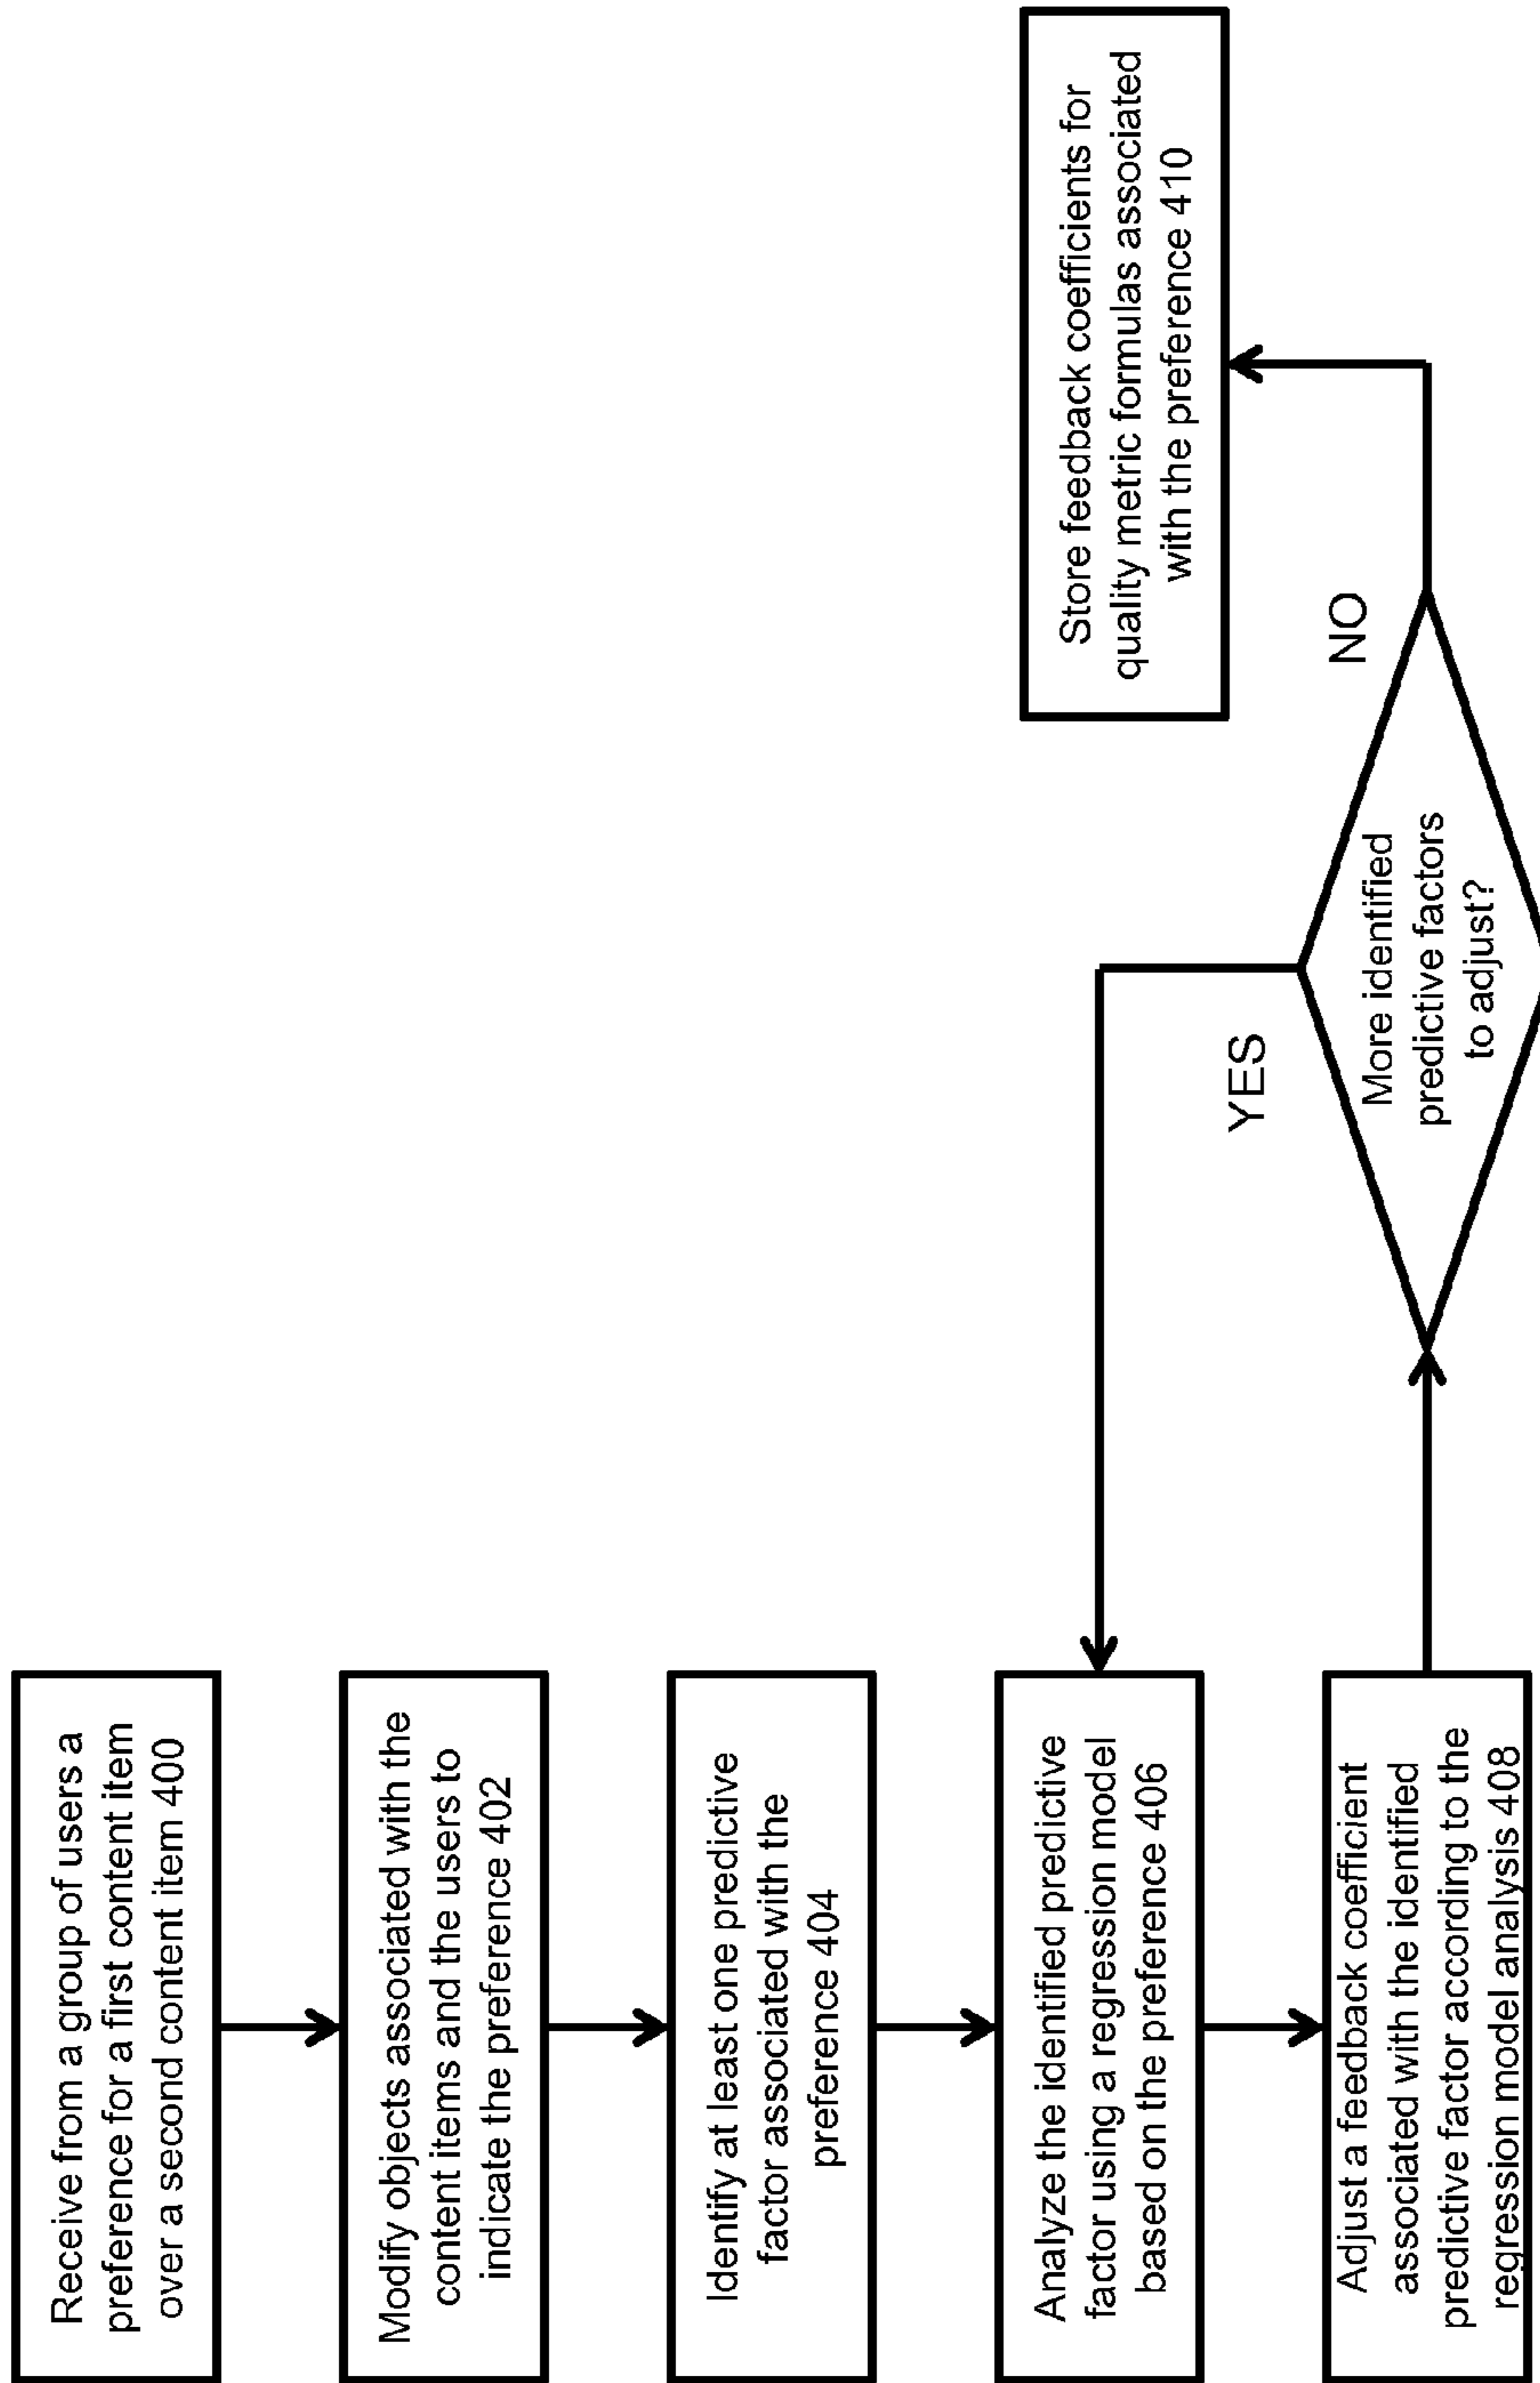 Receive from a group of users a
preference for a first content item
over a second content item 400
Modify objects associated with the
content items and the users to
indicate the preference 402
Identify at least one predictive
factor associated with the
preference 404
Analyze the identified predictive
factor using a regression model
based on the preference 406
Adjust a feedback coefficient
associated with the identified
predictive factor according to the
regression model analysis 408
More identified
predictive factors
to adjust?
YES
NO
Store feedback coefficients for
quality metric formulas associated
with the preference 410